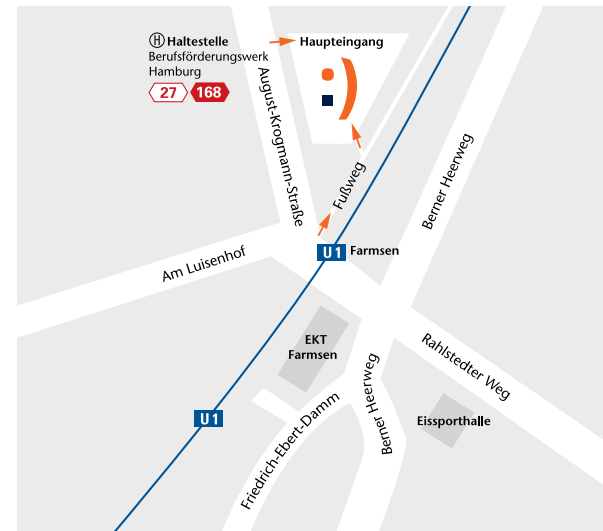 H Haltestelle
Berufsförderungswerk
Hamburg
27 168
Haupteingang
August-Krogmann-Straße
Fußweg
Berner Heerweg
Am Luisenhof
U1 Farmsen
EKT
Farmsen
Rahlstedter Weg
Berner Heerweg
Eissporthalle
U1
Friedrich-Ebert-Damm